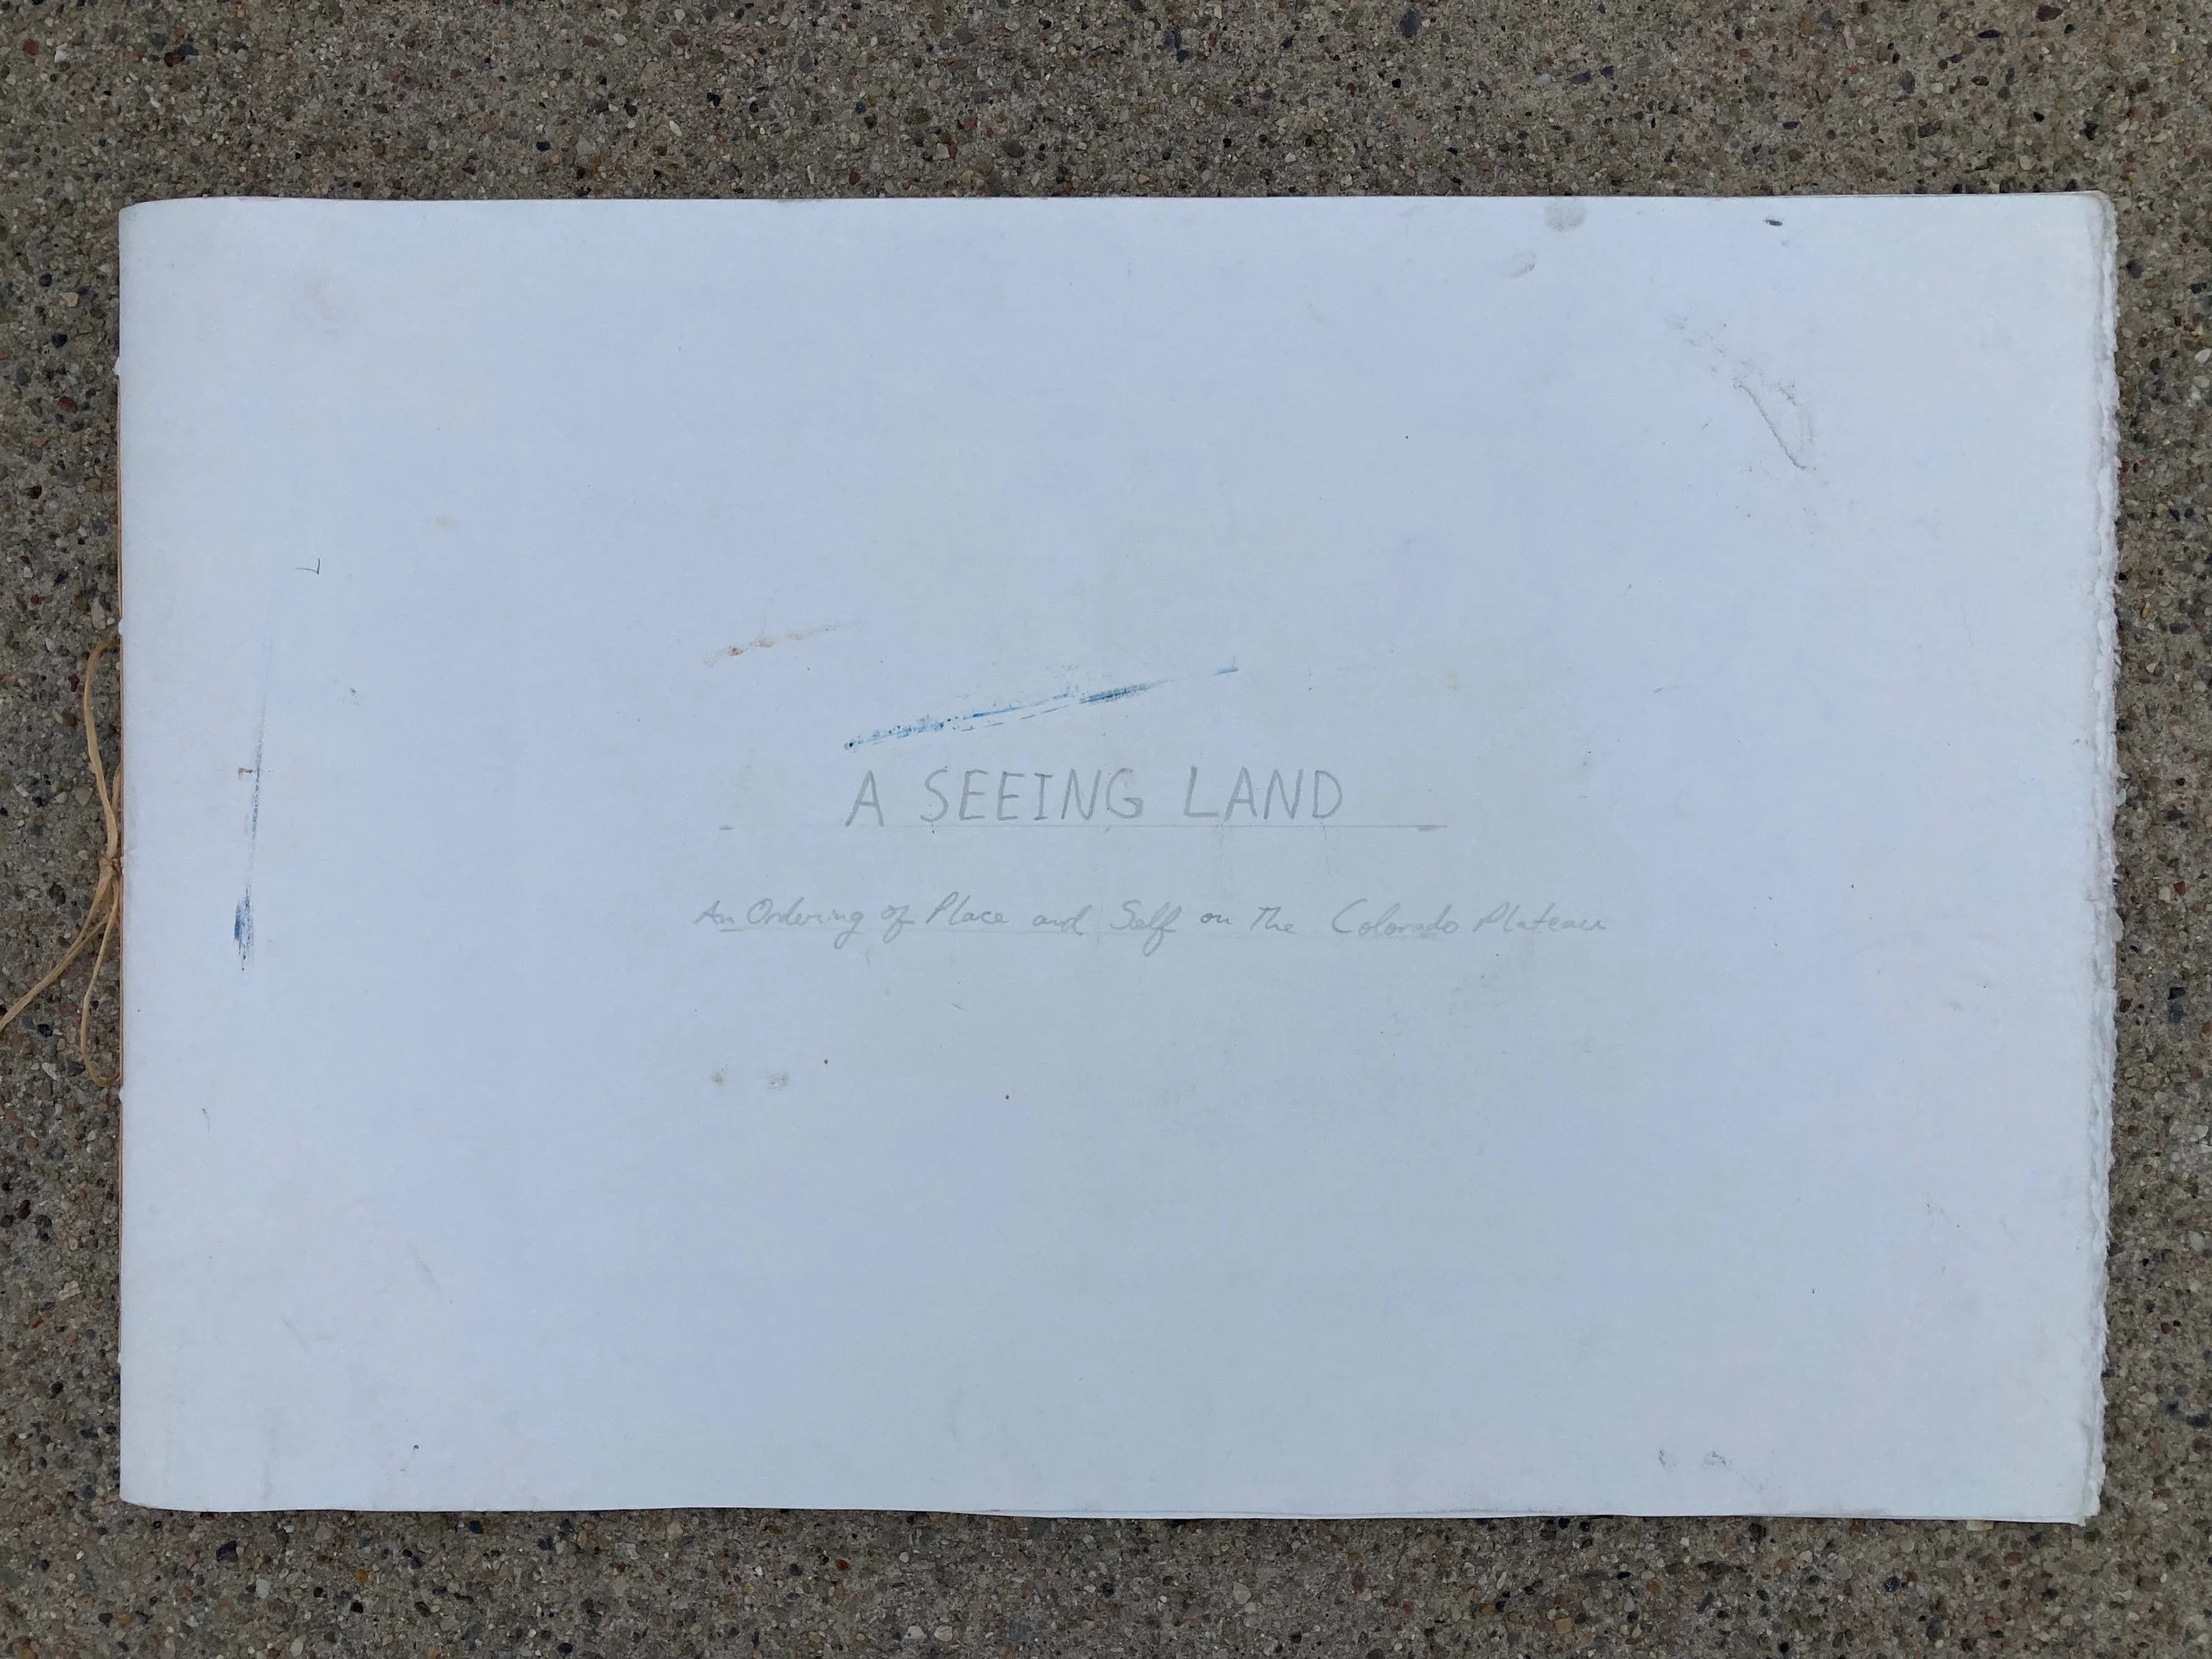 A SEEING LAND
An Ordering of Place and Self on The Colorado Plateau